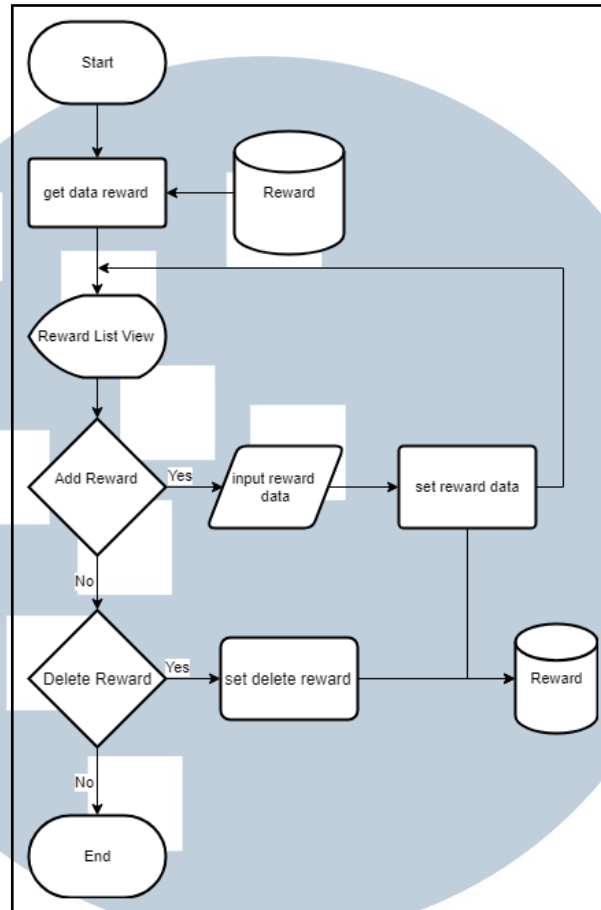 Start
get data reward
Reward
Reward List View
Add Reward
Yes
input reward
data
set reward data
No
Delete Reward
Yes
set delete reward
Reward
No
End